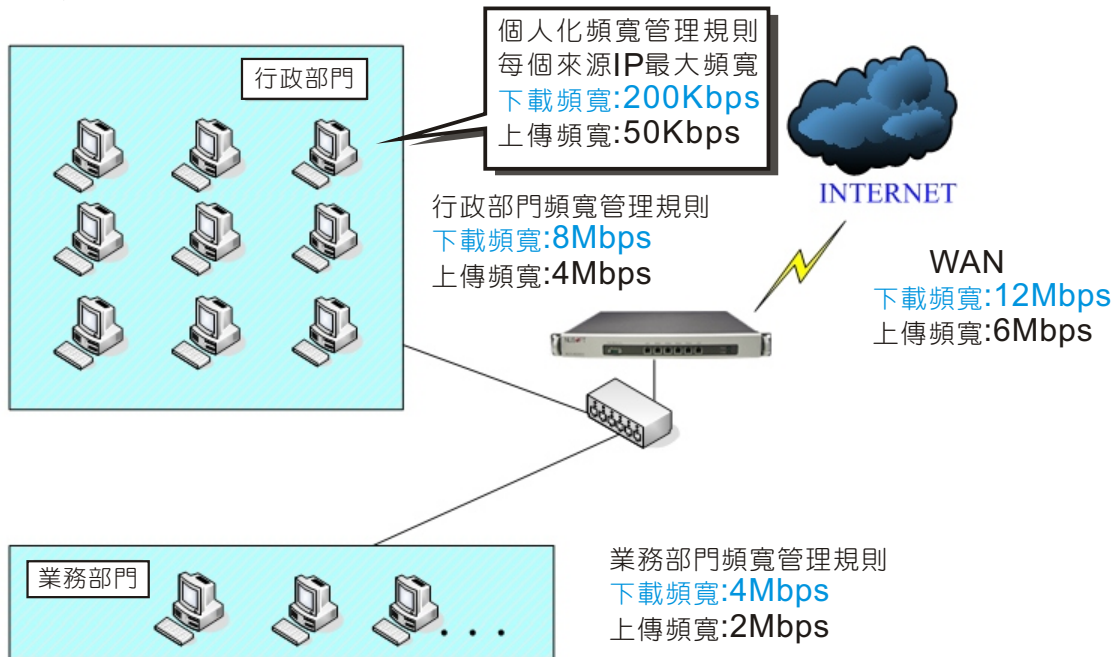 個人化頻寬管理規則
每個來源IP最大頻寬
下載頻寬:200Kbps
上傳頻寬:50Kbps
行政部門
INTERNET
行政部門頻寬管理規則
下載頻寬:8Mbps
上傳頻寬:4Mbps
WAN
下載頻寬:12Mbps
上傳頻寬:6Mbps
業務部門
業務部門頻寬管理規則
下載頻寬:4Mbps
上傳頻寬:2Mbps